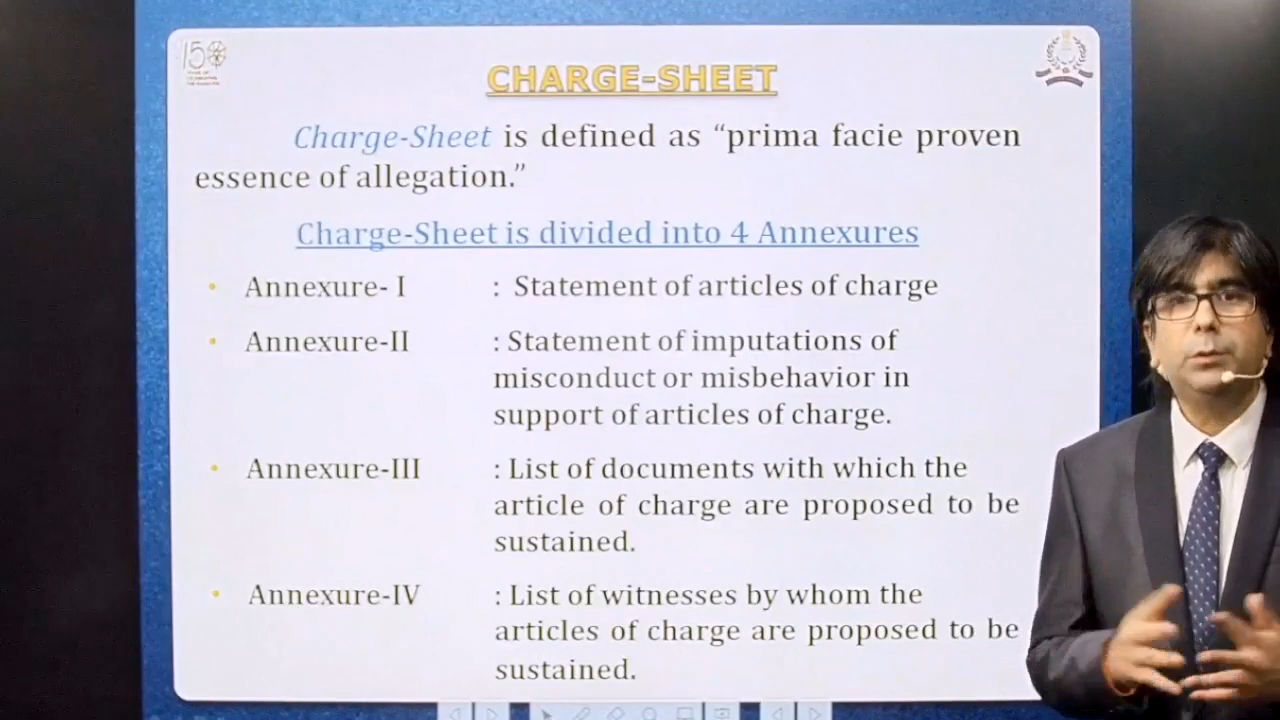 150
CHARGE-SHEET
Charge-Sheet is defined as “prima facie proven
essence of allegation.”
Charge-Sheet is divided into 4 Annexures
• Annexure- I : Statement of articles of charge
• Annexure-II : Statement of imputations of
misconduct or misbehavior in
support of articles of charge.
• Annexure-III : List of documents with which the
article of charge are proposed to be
sustained.
• Annexure-IV : List of witnesses by whom the
articles of charge are proposed to be
sustained.